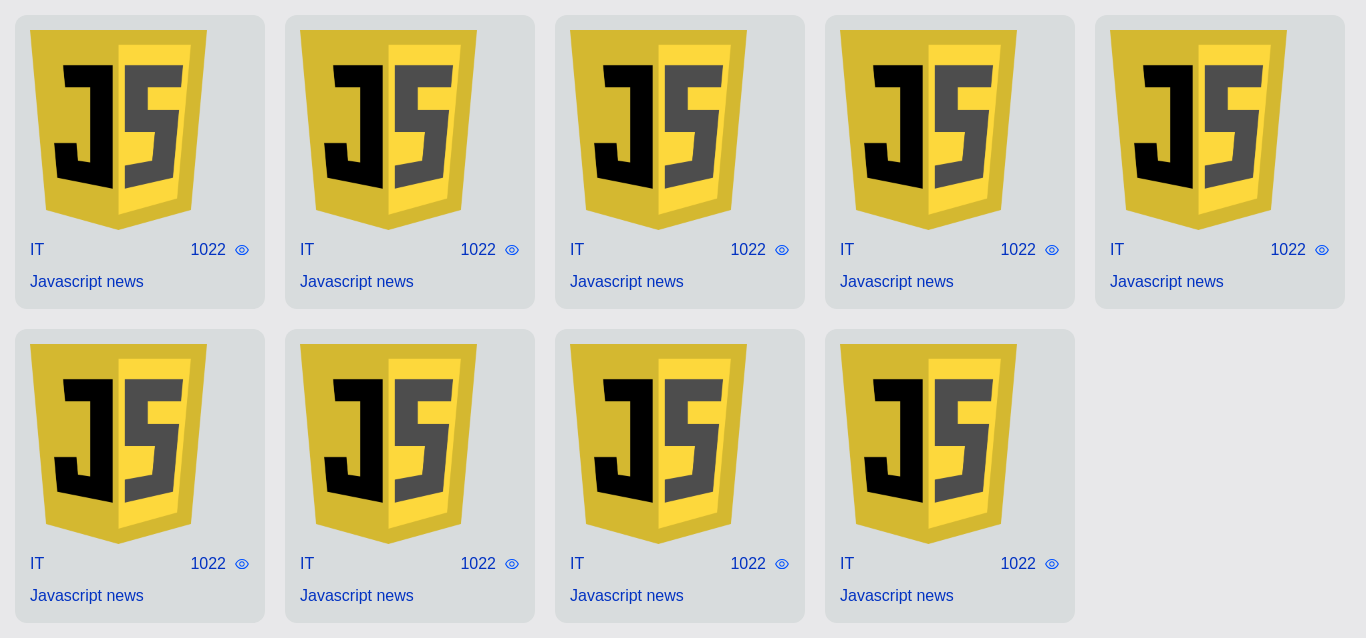 JS JS JS JS JS
IT 1022 IT 1022 IT 1022 IT 1022 IT 1022
Javascript news Javascript news Javascript news Javascript news Javascript news
JS JS JS JS
IT 1022 IT 1022 IT 1022 IT 1022
Javascript news Javascript news Javascript news Javascript news